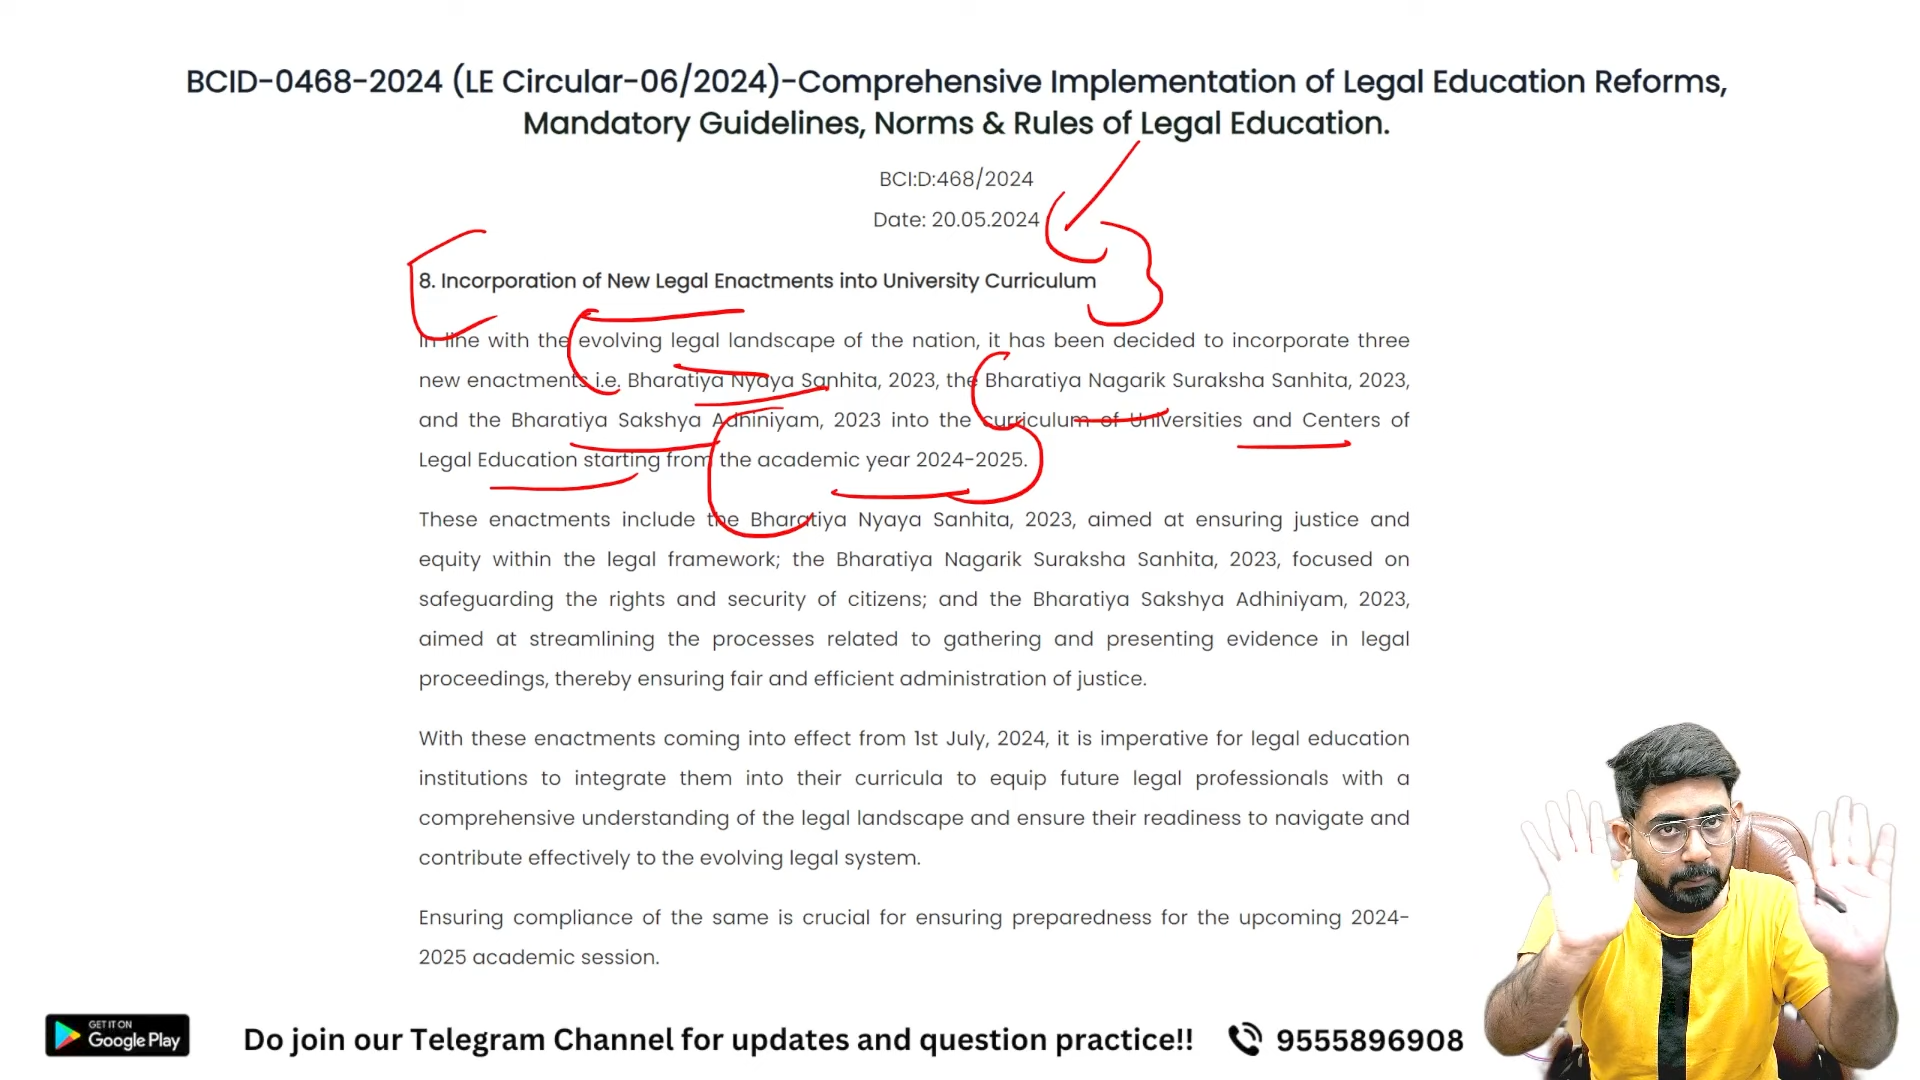 BCID-0468-2024 (LE Circular-06/2024)-Comprehensive Implementation of Legal Education Reforms,
Mandatory Guidelines, Norms & Rules of Legal Education.
BCI:D:468/2024
Date: 20.05.2024
8. Incorporation of New Legal Enactments into University Curriculum
In line with the evolving legal landscape of the nation, it has been decided to incorporate three
new enactments i.e. Bharatiya Nyaya Sanhita, 2023, the Bharatiya Nagarik Suraksha Sanhita, 2023,
and the Bharatiya Sakshya Adhiniyam, 2023 into the curriculum of Universities and Centers of
Legal Education starting from the academic year 2024-2025.
These enactments include the Bharatiya Nyaya Sanhita, 2023, aimed at ensuring justice and
equity within the legal framework; the Bharatiya Nagarik Suraksha Sanhita, 2023, focused on
safeguarding the rights and security of citizens; and the Bharatiya Sakshya Adhiniyam, 2023,
aimed at streamlining the processes related to gathering and presenting evidence in legal
proceedings, thereby ensuring fair and efficient administration of justice.
With these enactments coming into effect from 1st July, 2024, it is imperative for legal education
institutions to integrate them into their curricula to equip future legal professionals with a
comprehensive understanding of the legal landscape and ensure their readiness to navigate and
contribute effectively to the evolving legal system.
Ensuring compliance of the same is crucial for ensuring preparedness for the upcoming 2024-
2025 academic session.
GET IT ON
Google Play
Do join our Telegram Channel for updates and question practice!!
9555896908